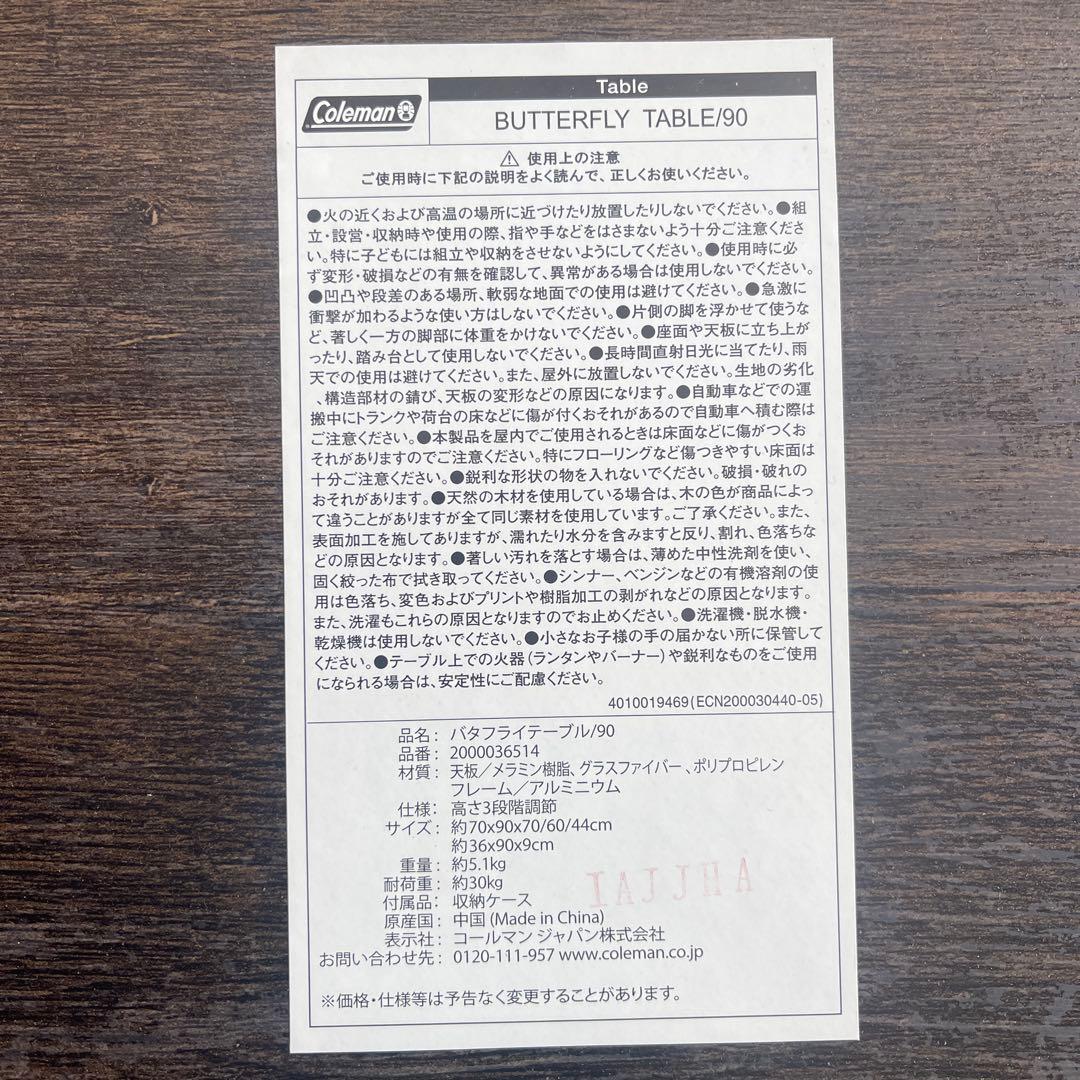 Table
Coleman
BUTTERFLY TABLE/90
⚠ 使用上の注意
ご使用時に下記の説明をよく読んで、正しくお使いください。
●火の近くおよび高温の場所に近づけたり放置したりしないでください。●組
立・設営・収納時や使用の際、指や手などをはさまないよう十分ご注意くださ
い。特に子どもには組立や収納をさせないようにしてください。●使用時に必
ず変形・破損などの有無を確認して、異常がある場合は使用しないでください。
●凹凸や段差のある場所、軟弱な地面での使用は避けてください。●急激に
衝撃が加わるような使い方はしないでください。●片側の脚を浮かせて使うな
ど、著しく一方の脚部に体重をかけないでください。●座面や天板に立ち上が
ったり、踏み台として使用しないでください。●長時間直射日光に当てたり、雨
天での使用は避けてください。また、屋外に放置しないでください。生地の劣化
、構造部材の錆び、天板の変形などの原因になります。●自動車などでの運
搬中にトランクや荷台の床などに傷が付くおそれがあるので自動車へ積む際は
ご注意ください。●本製品を屋内でご使用されるときは床面などに傷がつくお
それがありますのでご注意ください。特にフローリングなど傷つきやすい床面は
十分ご注意ください。●鋭利な形状の物を入れないでください。破損・破れの
おそれがあります。●天然の木材を使用している場合は、木の色が商品によっ
て違うことがありますが全て同じ素材を使用しています。ご了承ください。また、
表面加工を施してありますが、濡れたり水分を含みますと反り、割れ、色落ちな
どの原因となります。●著しい汚れを落とす場合は、薄めた中性洗剤を使い、
固く絞った布で拭き取ってください。●シンナー、ベンジンなどの有機溶剤の使
用は色落ち、変色およびプリントや樹脂加工の剥がれなどの原因となります。
また、洗濯もこれらの原因となりますのでお止めください。●洗濯機・脱水機・
乾燥機は使用しないでください。●小さなお子様の手の届かない所に保管して
ください。●テーブル上での火器(ランタンやバーナー)や鋭利なものをご使用
になられる場合は、安定性にご配慮ください。
4010019469(ECN200030440-05)
品名: バタフライテーブル/90
品番: 2000036514
材質: 天板/メラミン樹脂、グラスファイバー、ポリプロピレン
フレーム/アルミニウム
仕様: 高さ3段階調節
サイズ: 約70x90x70/60/44cm
約36x90x9cm
重量: 約5.1kg
耐荷重: 約30kg
付属品: 収納ケース
原産国: 中国(Made in China)
表示社: コールマン ジャパン株式会社
お問い合わせ先: 0120-111-957 www.coleman.co.jp
※価格・仕様等は予告なく変更することがあります。